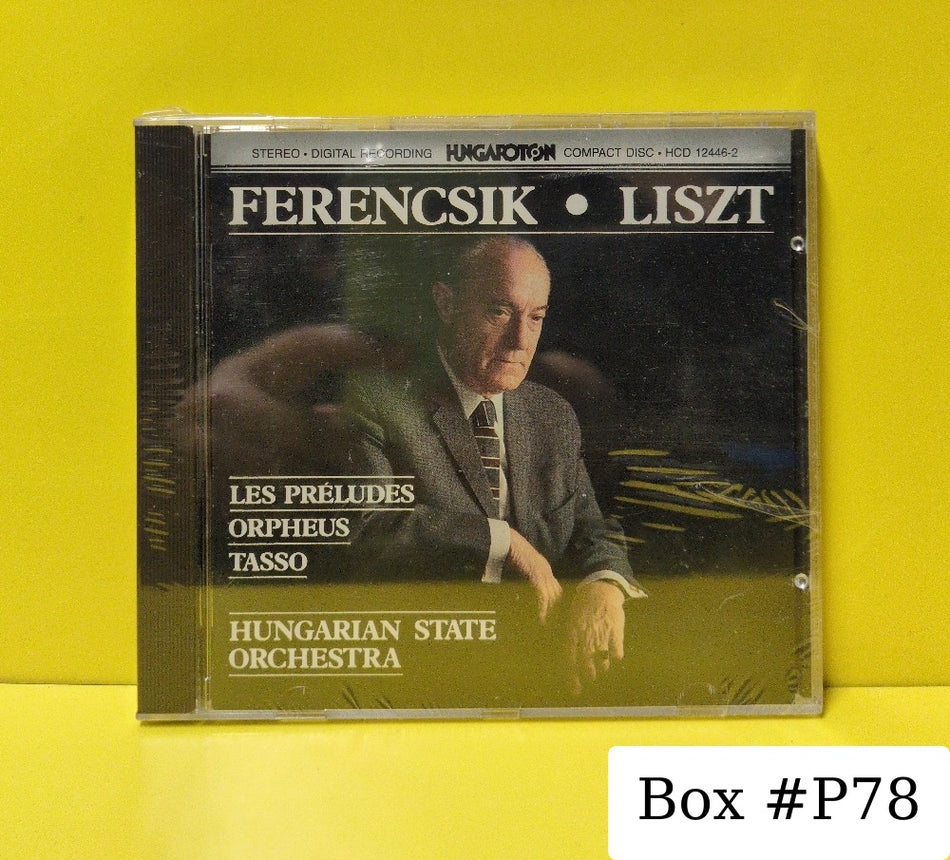 STEREO • DIGITAL RECORDING HUNGAROTON COMPACT DISC • HCD 12446-2
FERENCSIK • LISZT
LES PRÉLUDES
ORPHEUS
TASSO
HUNGARIAN STATE
ORCHESTRA
Box #P78